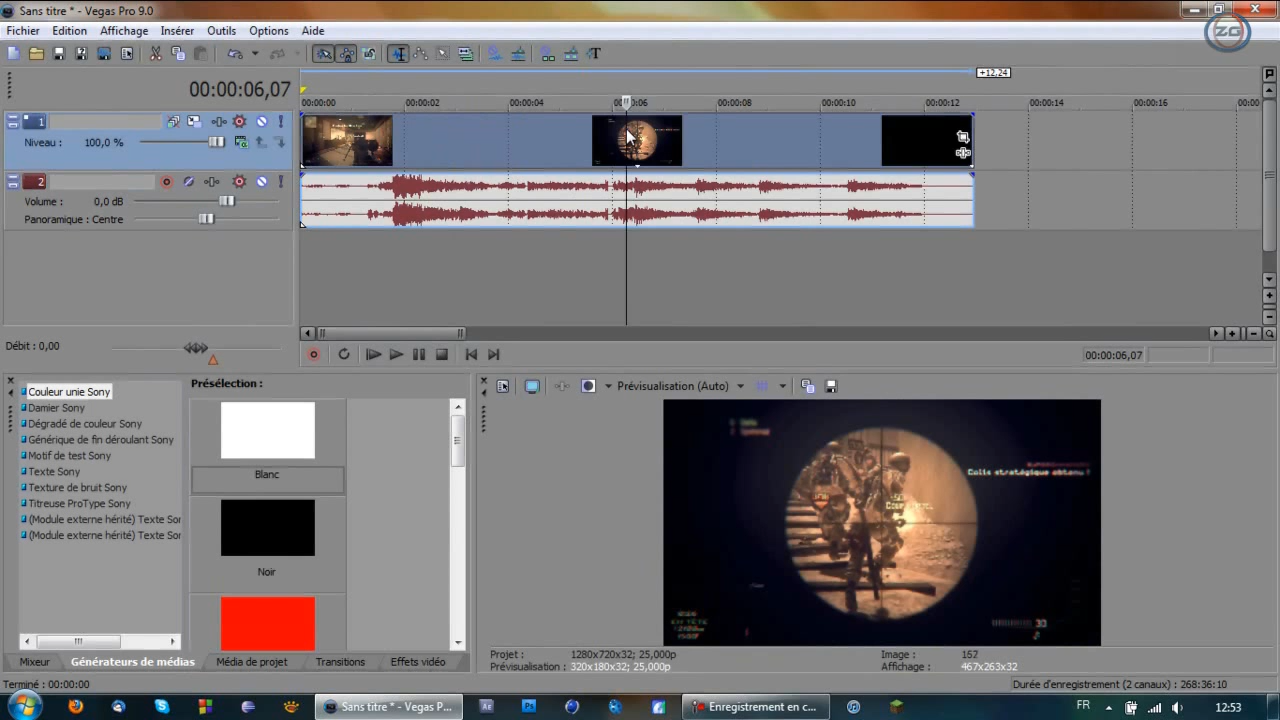 Sans titre * - Vegas Pro 9.0
ZG
Fichier Edition Affichage Insérer Outils Options Aide
+12,24
00:00:06,07
00:00:00 00:00:02 00:00:04 00:00:06 00:00:08 00:00:10 00:00:12 00:00:14 00:00:16 00:00
1
Niveau : 100,0 %
2
Volume : 0,0 dB
Panoramique : Centre
Débit : 0,00
00:00:06,07
Présélection :
Couleur unie Sony
Damier Sony
Dégradé de couleur Sony
Générique de fin déroulant Sony
Motif de test Sony
Texte Sony
Texture de bruit Sony
Titreuse ProType Sony
(Module externe hérité) Texte Sor
(Module externe hérité) Texte Sor
Blanc
Noir
Prévisualisation (Auto)
Colis stratégique obtenu !
30
Mixeur Générateurs de médias Média de projet Transitions Effets vidéo
Projet : 1280x720x32; 25,000p Image : 152
Prévisualisation : 320x180x32; 25,000p Affichage : 467x263x32
Terminé : 00:00:00
Durée d'enregistrement (2 canaux) : 268:36:10
Sans titre * - Vegas P...
Ae
Ps
Enregistrement en c...
FR
12:53